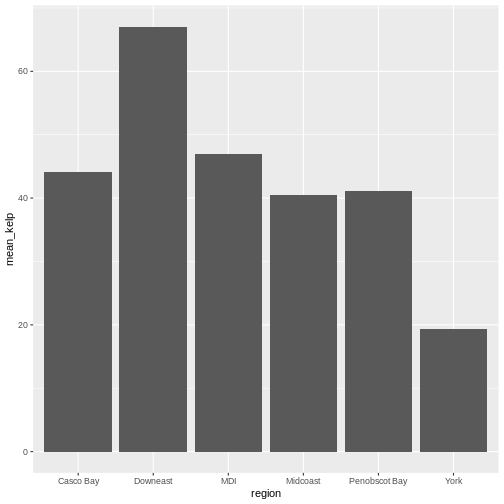 60
40
20
0
mean_kelp
Casco Bay
Downeast
MDI
Midcoast
Penobscot Bay
York
region